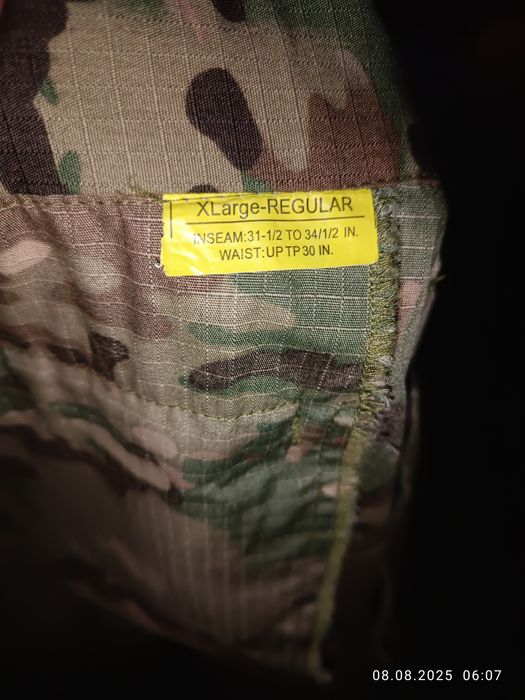 XLarge-REGULAR
INSEAM:31-1/2 TO 34/1/2 IN.
WAIST:UP TP 30 IN.
08.08.2025 06:07